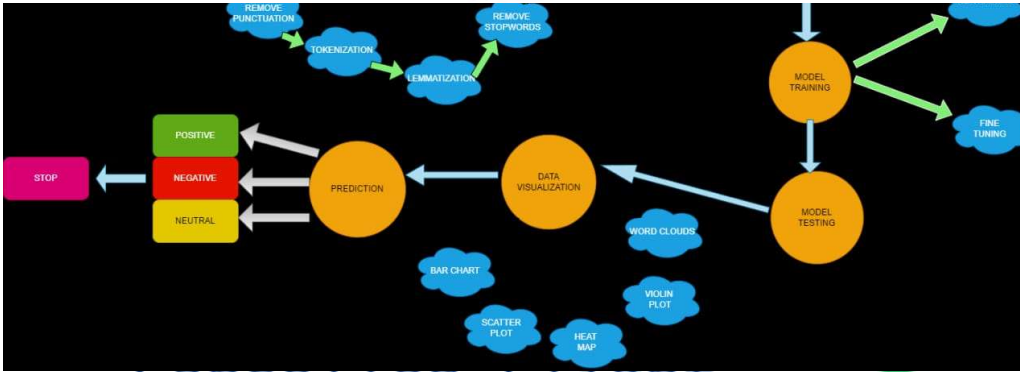 REMOVE
PUNCTUATION
REMOVE
STOPWORDS
TOKENIZATION
LEMMATIZATION
MODEL
TRAINING
FINE
TUNING
POSITIVE
STOP
NEGATIVE
PREDICTION
DATA
VISUALIZATION
NEUTRAL
MODEL
TESTING
WORD CLOUDS
BAR CHART
VIOLIN
PLOT
SCATTER
PLOT
HEAT
MAP